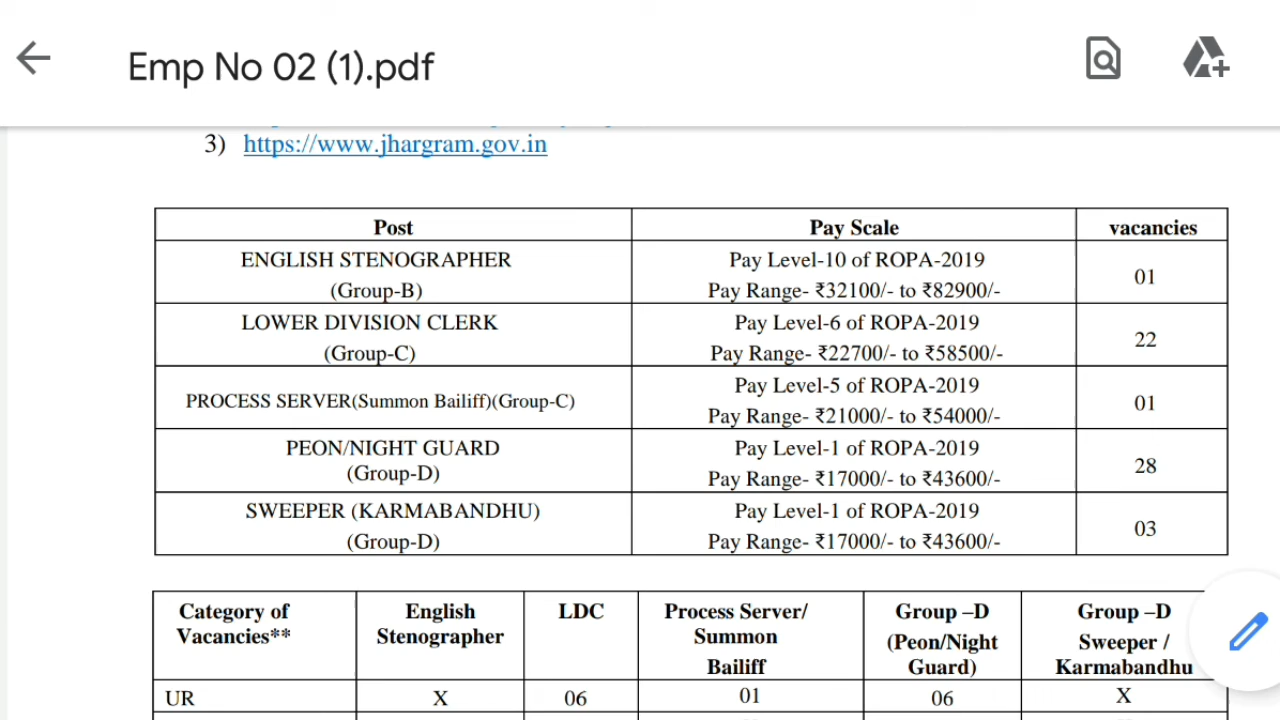 Emp No 02 (1).pdf
3) https://www.jhargram.gov.in
Post Pay Scale vacancies
ENGLISH STENOGRAPHER
(Group-B)
Pay Level-10 of ROPA-2019
Pay Range- ₹32100/- to ₹82900/-
01
LOWER DIVISION CLERK
(Group-C)
Pay Level-6 of ROPA-2019
Pay Range- ₹22700/- to ₹58500/-
22
PROCESS SERVER(Summon Bailiff)(Group-C)
Pay Level-5 of ROPA-2019
Pay Range- ₹21000/- to ₹54000/-
01
PEON/NIGHT GUARD
(Group-D)
Pay Level-1 of ROPA-2019
Pay Range- ₹17000/- to ₹43600/-
28
SWEEPER (KARMABANDHU)
(Group-D)
Pay Level-1 of ROPA-2019
Pay Range- ₹17000/- to ₹43600/-
03
Category of
Vacancies**
English
Stenographer
LDC
Process Server/
Summon
Bailiff
Group –D
(Peon/Night
Guard)
Group –D
Sweeper /
Karmabandhu
UR X 06 01 06 X